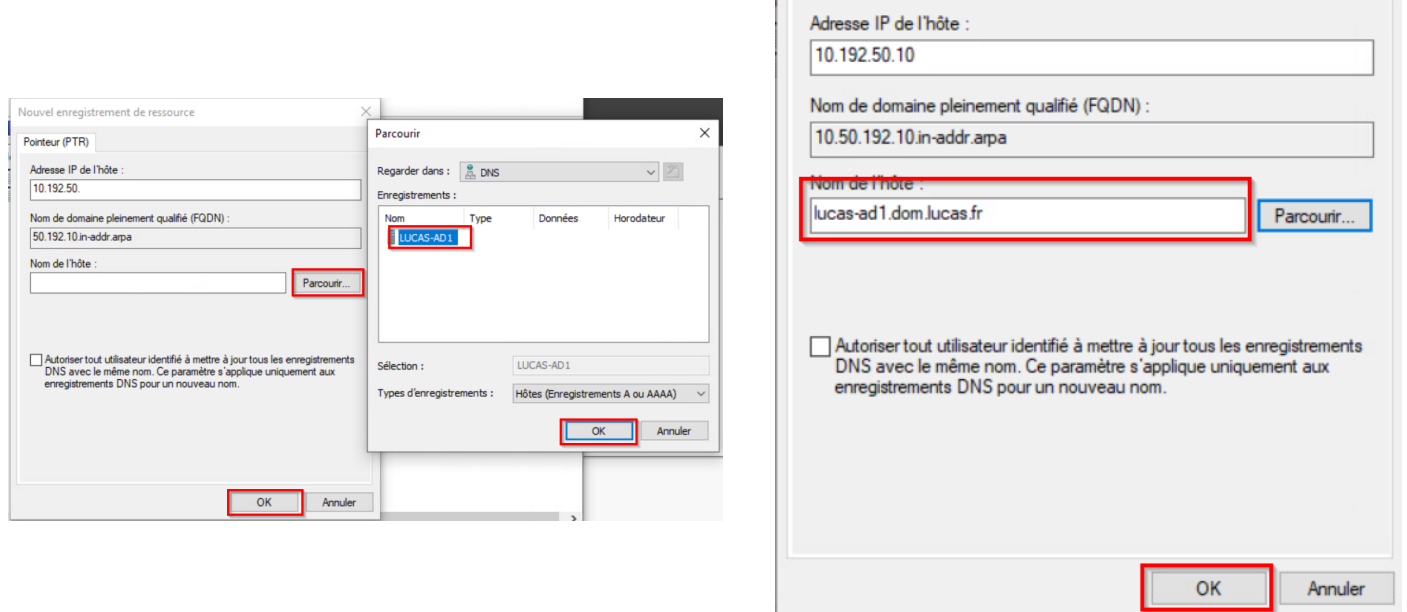 Nouvel enregistrement de ressource
Pointeur (PTR)
Adresse IP de l'hôte :
10.192.50.
Nom de domaine pleinement qualifié (FQDN) :
50.192.10.in-addr.arpa
Nom de l'hôte :
Parcourir...
Autoriser tout utilisateur identifié à mettre à jour tous les enregistrements
DNS avec le même nom. Ce paramètre s'applique uniquement aux
enregistrements DNS pour un nouveau nom.
OK Annuler
Parcourir
Regarder dans : DNS
Enregistrements :
Nom Type Données Horodateur
LUCAS-AD1
Sélection : LUCAS-AD1
Types d'enregistrements : Hôtes (Enregistrements A ou AAAA)
OK Annuler
Adresse IP de l'hôte :
10.192.50.10
Nom de domaine pleinement qualifié (FQDN) :
10.50.192.10.in-addr.arpa
Nom de l'hôte :
lucas-ad1.dom.lucas.fr Parcourir...
Autoriser tout utilisateur identifié à mettre à jour tous les enregistrements
DNS avec le même nom. Ce paramètre s'applique uniquement aux
enregistrements DNS pour un nouveau nom.
OK Annuler